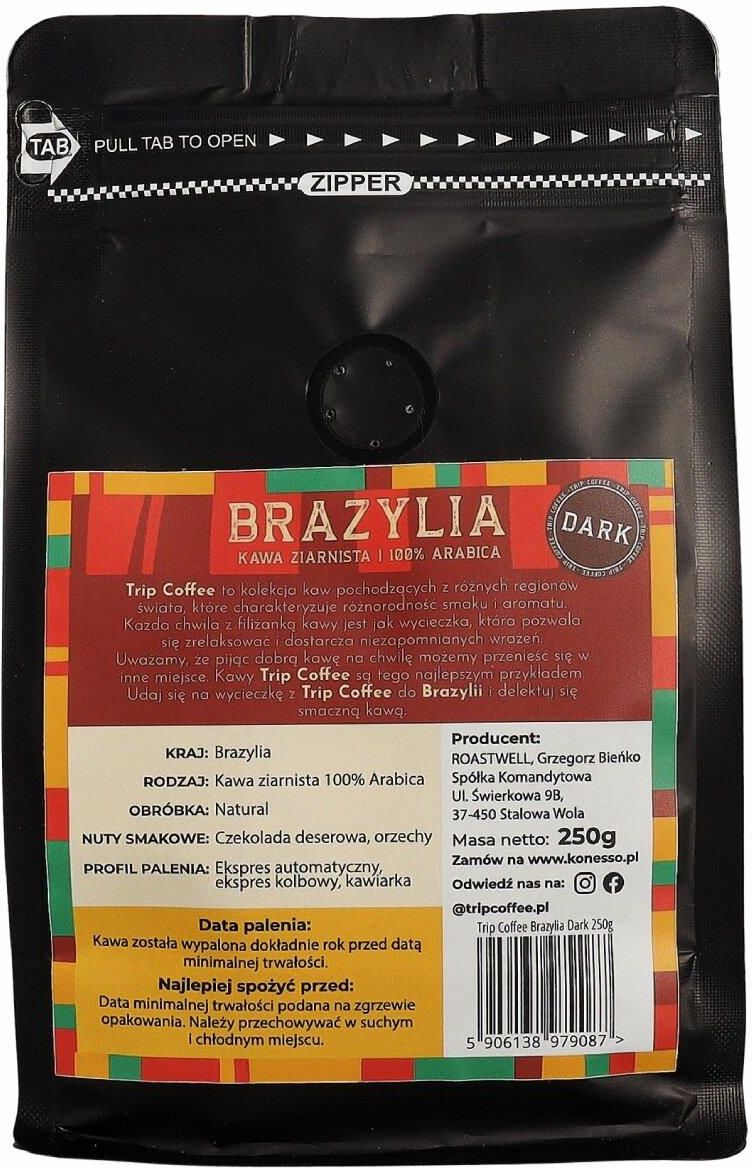 TAB PULL TAB TO OPEN
ZIPPER
BRAZYLIA
KAWA ZIARNISTA | 100% ARABICA
TRIP COFFEE · TRIP COFFEE · TRIP COFFEE · TRIP COFFEE
DARK
Trip Coffee to kolekcja kaw pochodzących z różnych regionów
świata, które charakteryzuje różnorodność smaku i aromatu.
Każda chwila z filiżanką kawy jest jak wycieczka, która pozwala
się zrelaksować i dostarcza niezapomnianych wrażeń.
Uważamy, że pijąc dobrą kawę na chwilę możemy przenieść się w
inne miejsce. Kawy Trip Coffee są tego najlepszym przykładem.
Udaj się na wycieczkę z Trip Coffee do Brazylii i delektuj się
smaczną kawą.
KRAJ: Brazylia
RODZAJ: Kawa ziarnista 100% Arabica
OBRÓBKA: Natural
NUTY SMAKOWE: Czekolada deserowa, orzechy
PROFIL PALENIA: Ekspres automatyczny,
ekspres kolbowy, kawiarka
Data palenia:
Kawa została wypalona dokładnie rok przed datą
minimalnej trwałości.
Najlepiej spożyć przed:
Data minimalnej trwałości podana na zgrzewie
opakowania. Należy przechowywać w suchym
i chłodnym miejscu.
Producent:
ROASTWELL, Grzegorz Bieńko
Spółka Komandytowa
Ul. Świerkowa 9B,
37-450 Stalowa Wola
Masa netto: 250g
Zamów na www.konesso.pl
Odwiedź nas na:
@tripcoffee.pl
Trip Coffee Brazylia Dark 250g
5 906138 979087 >